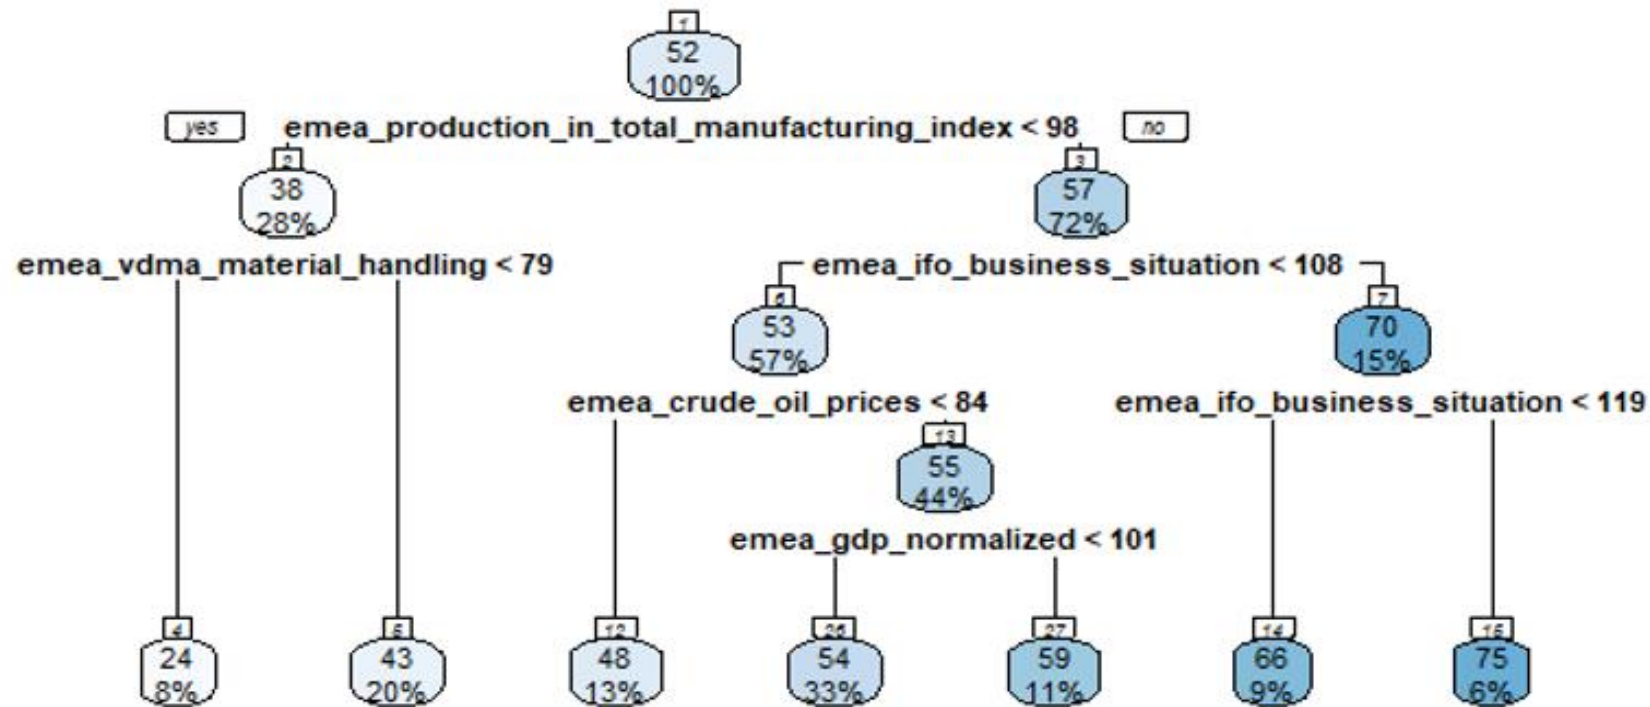 1
52
100%
yes emea_production_in_total_manufacturing_index < 98 no
2 3
38 57
28% 72%
emea_vdma_material_handling < 79 emea_ifo_business_situation < 108
6 7
53 70
57% 15%
emea_crude_oil_prices < 84 emea_ifo_business_situation < 119
13
55
44%
emea_gdp_normalized < 101
4 5 12 26 27 14 15
24 43 48 54 59 66 75
8% 20% 13% 33% 11% 9% 6%